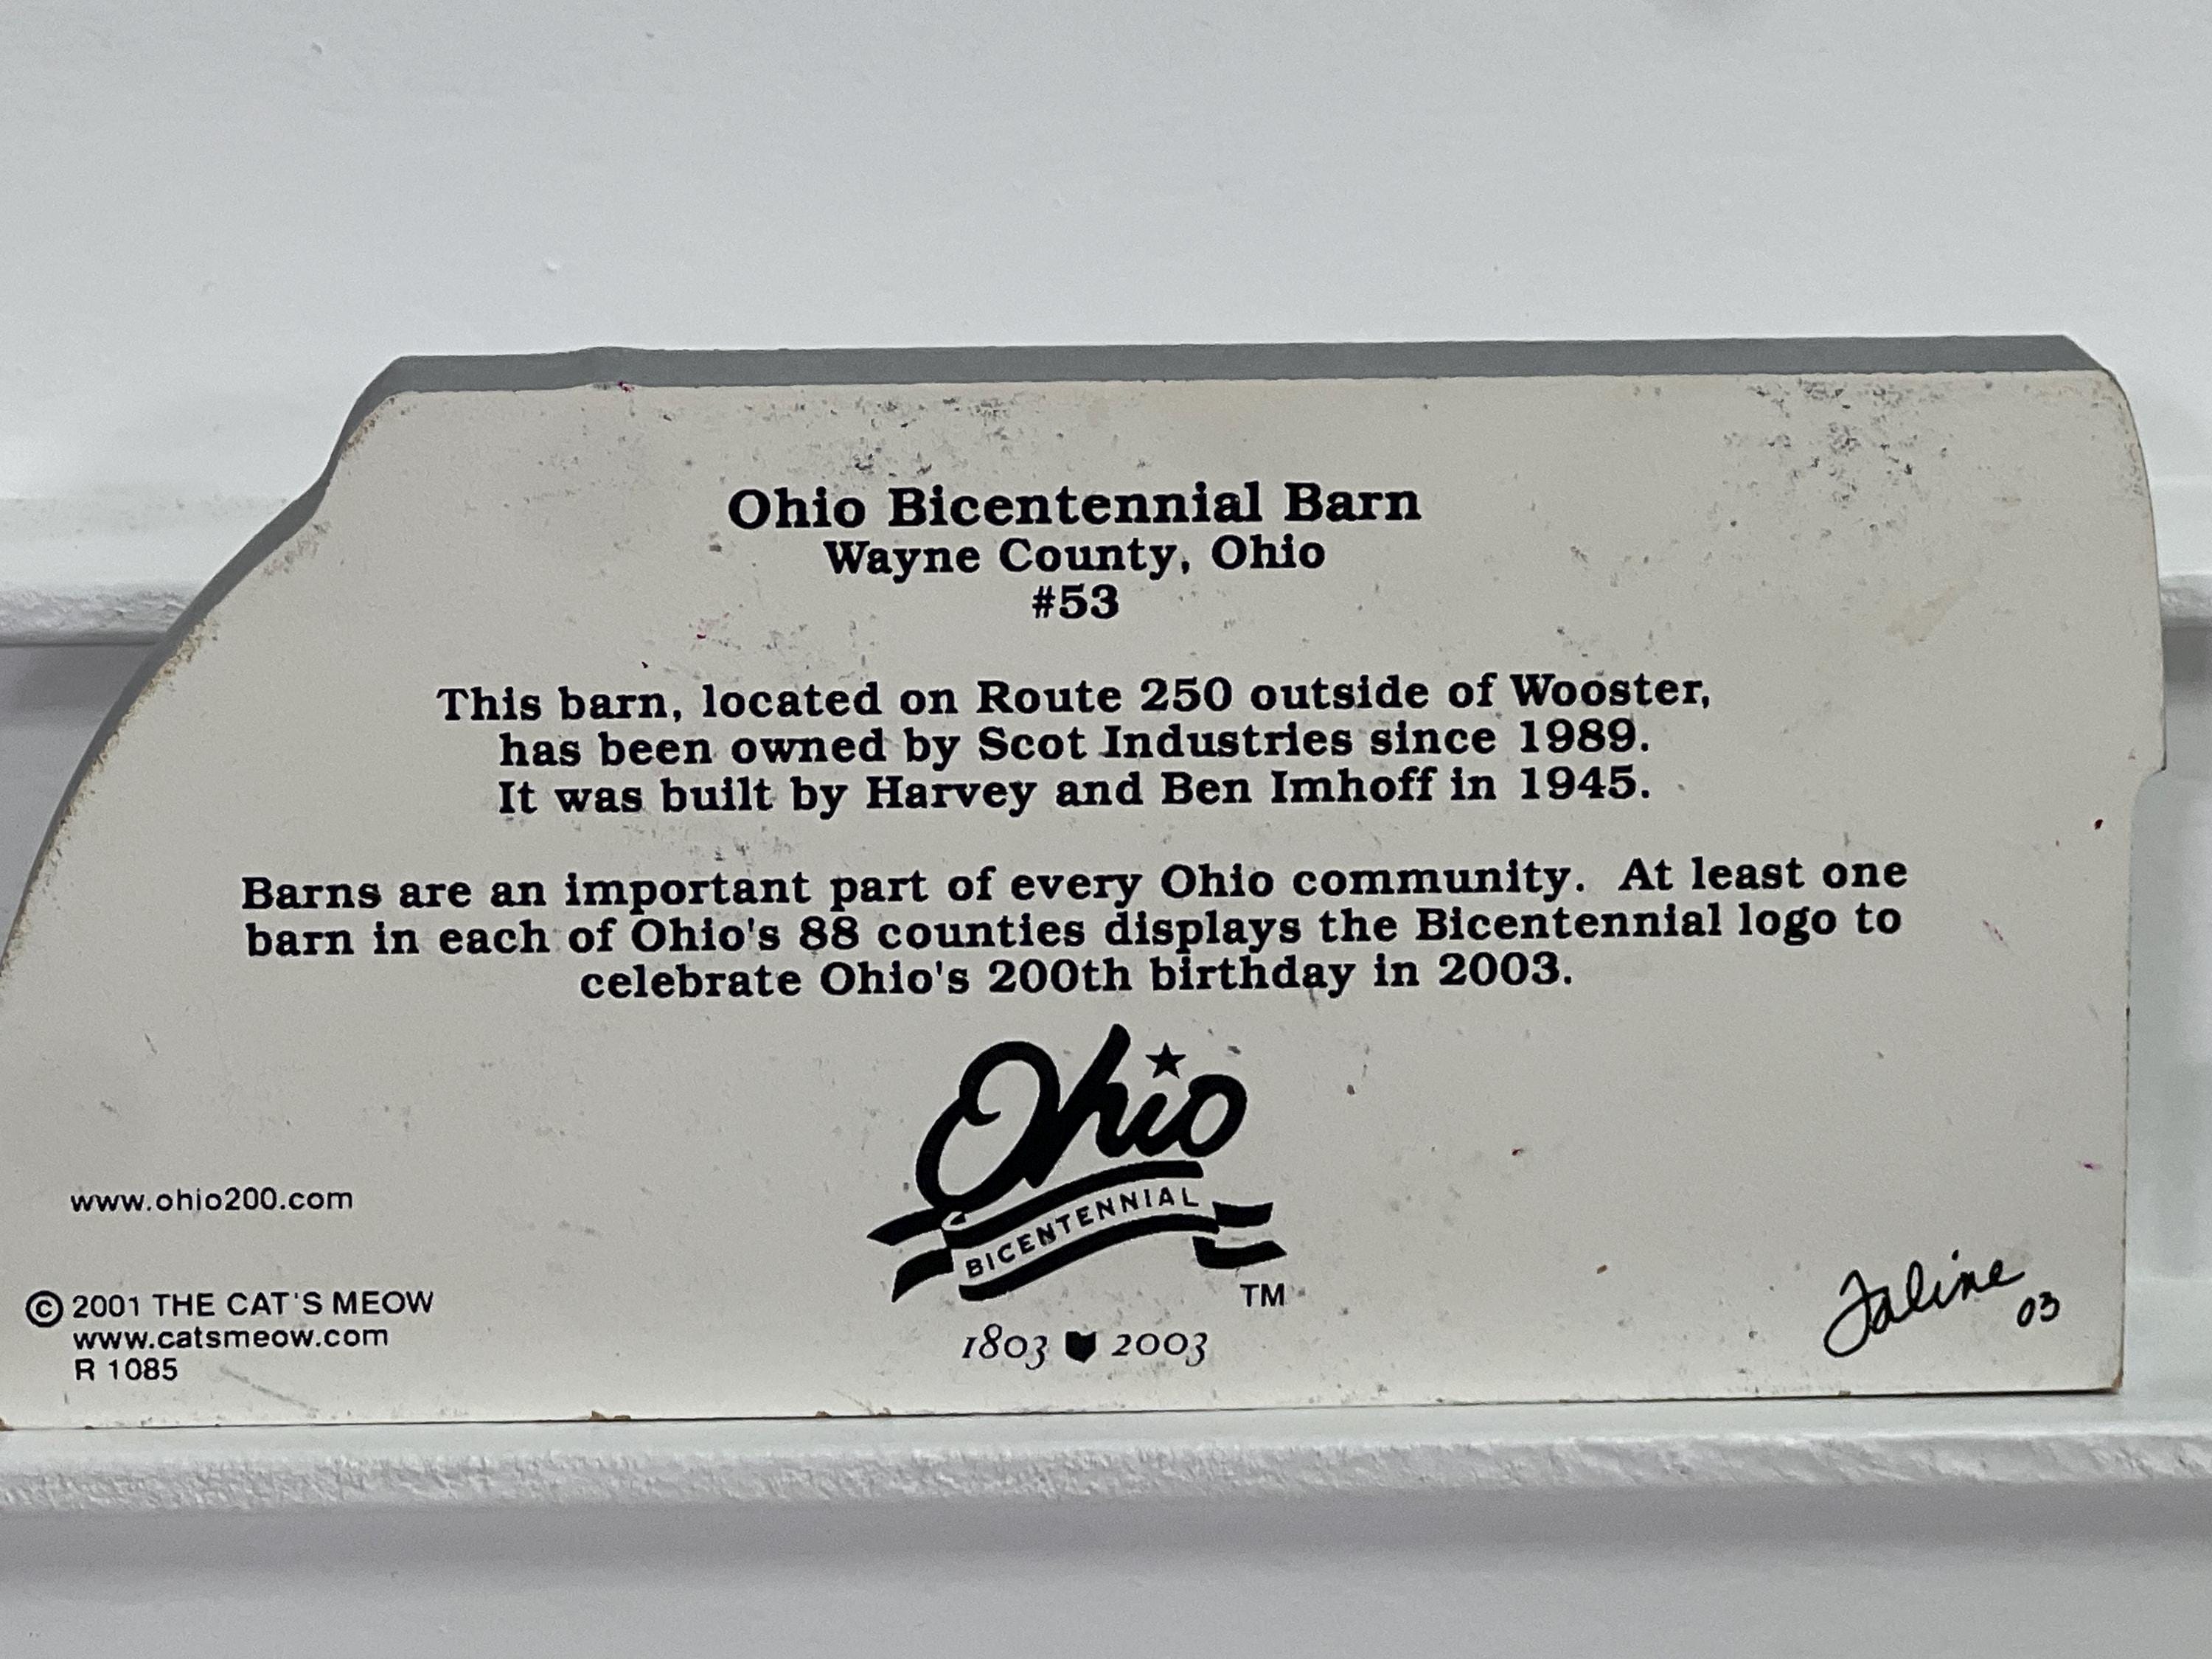 Ohio Bicentennial Barn
Wayne County, Ohio
#53
This barn, located on Route 250 outside of Wooster,
has been owned by Scot Industries since 1989.
It was built by Harvey and Ben Imhoff in 1945.
Barns are an important part of every Ohio community. At least one
barn in each of Ohio's 88 counties displays the Bicentennial logo to
celebrate Ohio's 200th birthday in 2003.
Ohio
BICENTENNIAL
TM
1803 2003
www.ohio200.com
© 2001 THE CAT'S MEOW
www.catsmeow.com
R 1085
Faline
03